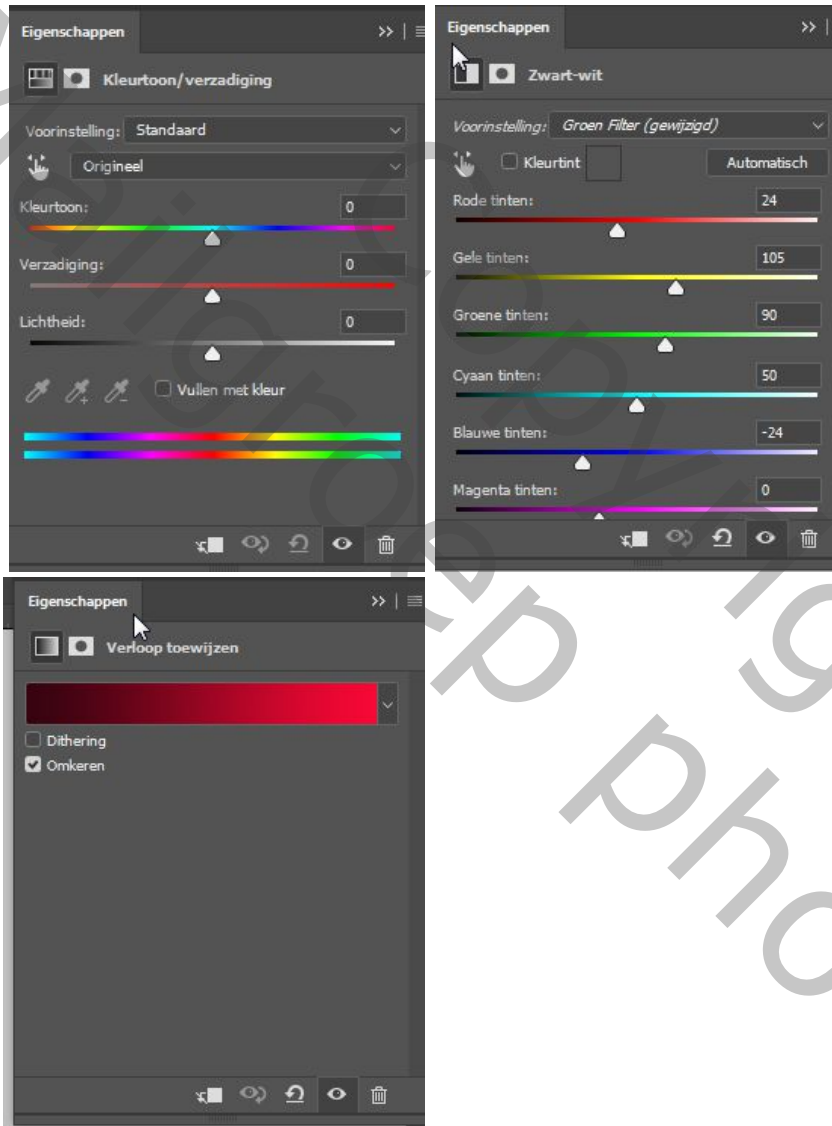 Eigenschappen
Kleurtoon/verzadiging
Voorinstelling: Standaard
Origineel
Kleurtoon: 0
Verzadiging: 0
Lichtheid: 0
Vullen met kleur
Eigenschappen
Zwart-wit
Voorinstelling: Groen Filter (gewijzigd)
Kleurtint Automatisch
Rode tinten: 24
Gele tinten: 105
Groene tinten: 90
Cyaan tinten: 50
Blauwe tinten: -24
Magenta tinten: 0
Eigenschappen
Verloop toewijzen
Dithering
Omkeren